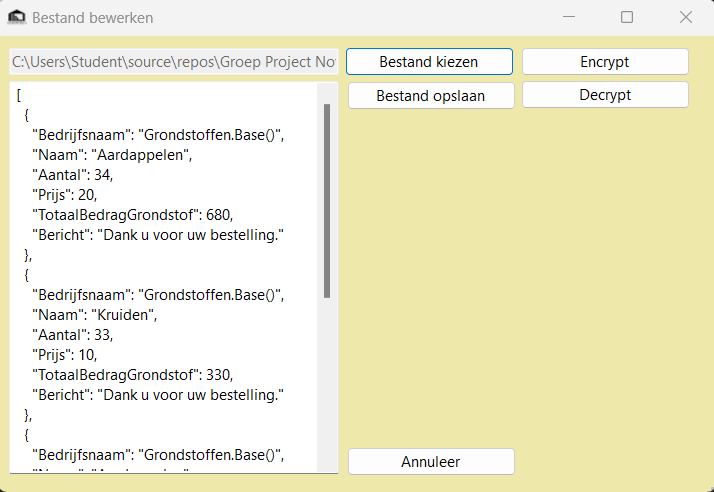 Bestand bewerken
C:\Users\Student\source\repos\Groep Project No
Bestand kiezen
Encrypt
Bestand opslaan
Decrypt
[
{
"Bedrijfsnaam": "Grondstoffen.Base()",
"Naam": "Aardappelen",
"Aantal": 34,
"Prijs": 20,
"TotaalBedragGrondstof": 680,
"Bericht": "Dank u voor uw bestelling."
},
{
"Bedrijfsnaam": "Grondstoffen.Base()",
"Naam": "Kruiden",
"Aantal": 33,
"Prijs": 10,
"TotaalBedragGrondstof": 330,
"Bericht": "Dank u voor uw bestelling."
},
{
"Bedrijfsnaam": "Grondstoffen.Base()",
Annuleer